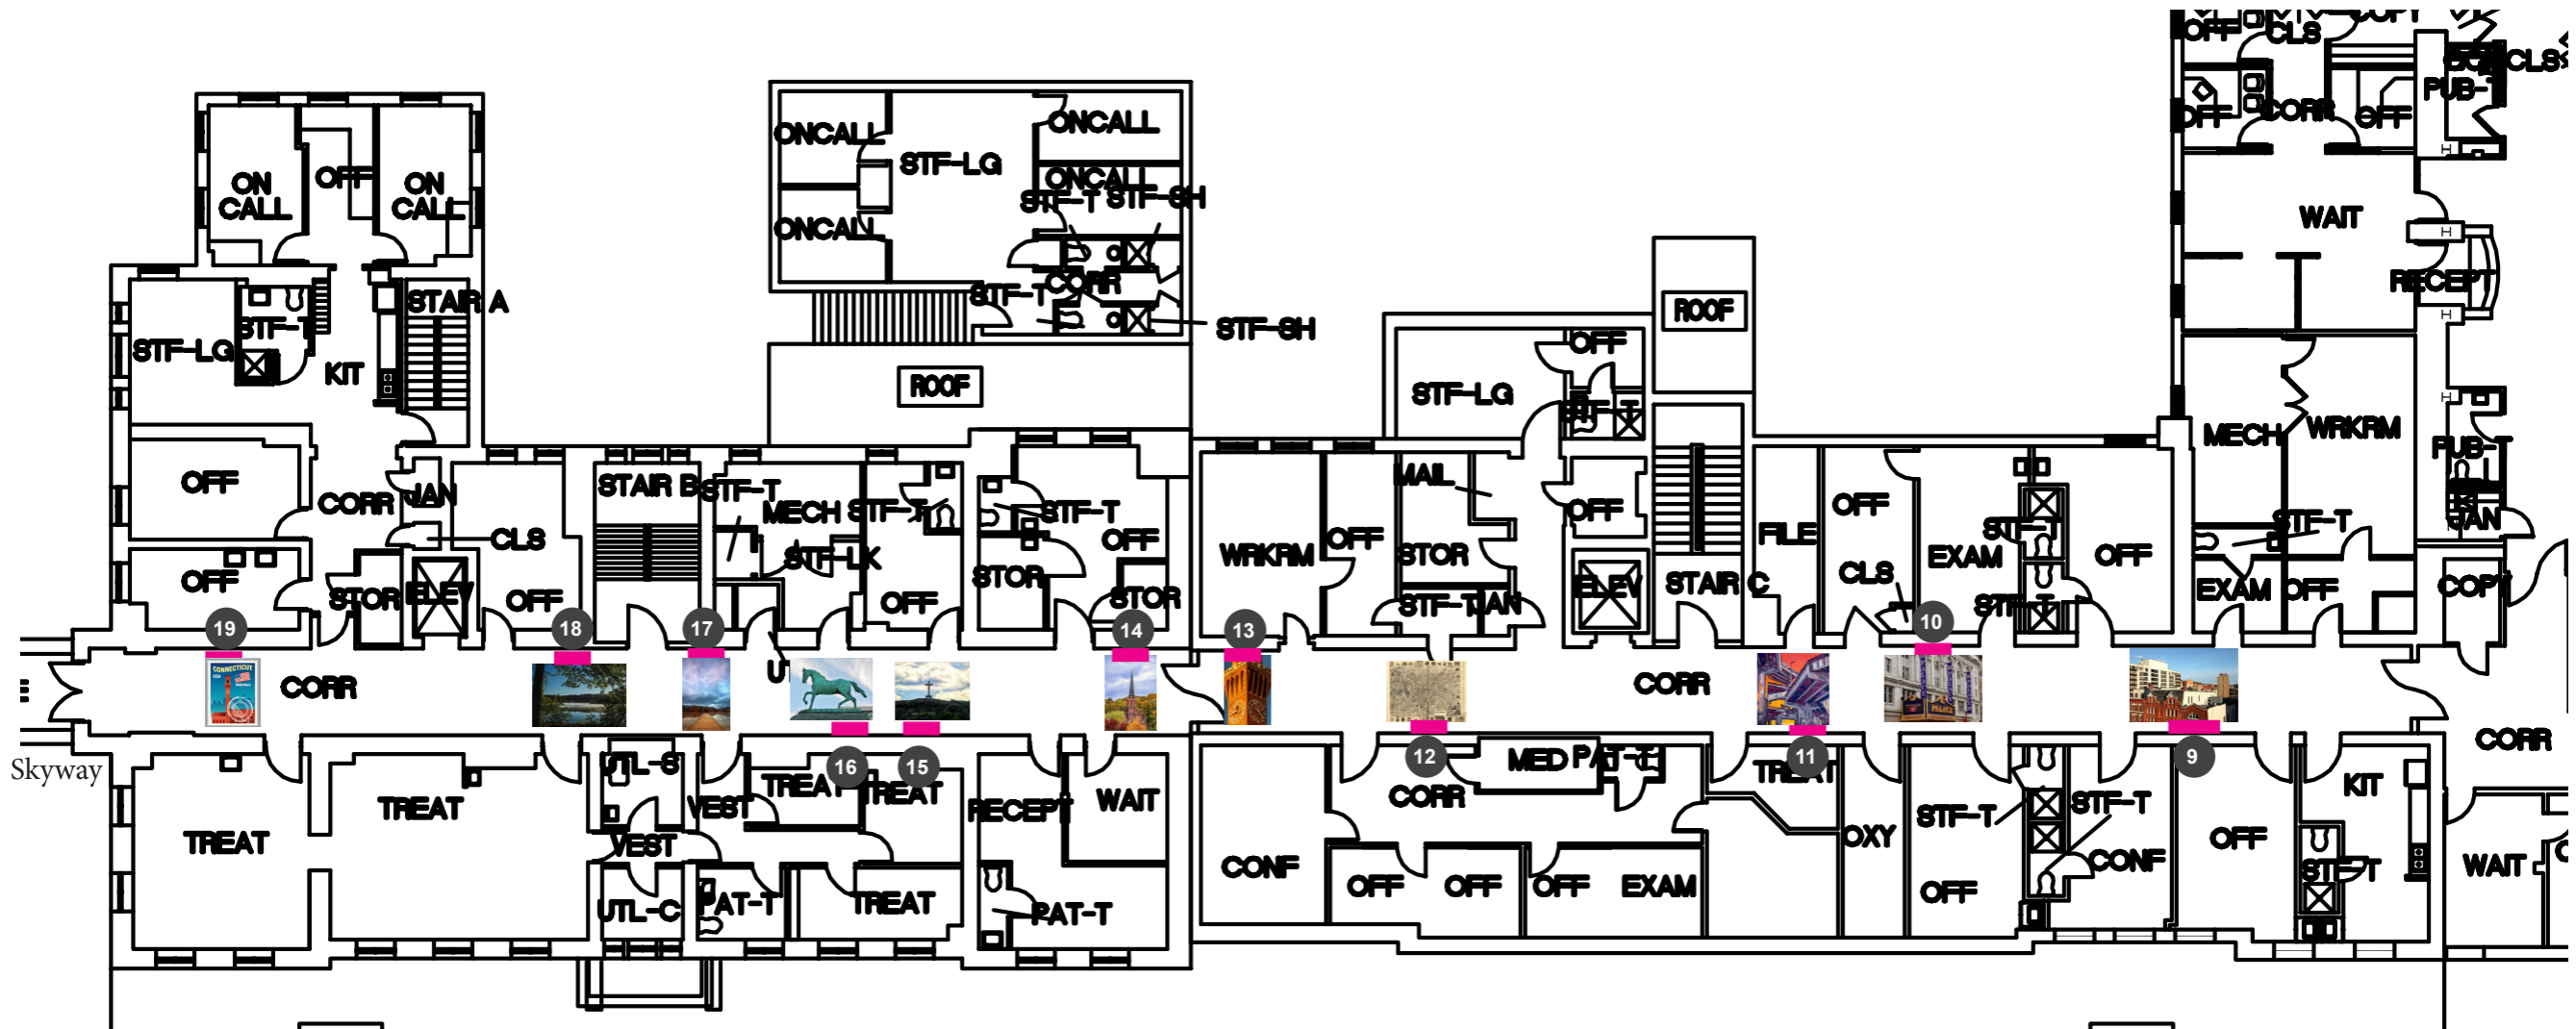 OFF
CLS
COPY
CLS
PUB-T
OFF
CORR
OFF
ONCALL
STF-LG
ONCALL
ONCALL
STF-T
STF-SH
ONCALL
ON
CALL
OFF
ON
CALL
WAIT
RECEPT
CORR
STF-T
STF-SH
ROOF
STAIR A
STF-T
STF-LG
KIT
ROOF
OFF
STF-LG
STF-T
MECH
WRKRM
PUB-T
JAN
OFF
CORR
JAN
CLS
STAIR B
STF-T
MECH
STF-T
STF-LK
STF-T
OFF
STOR
STOR
WRKRM
OFF
MAIL
STOR
STF-T
JAN
OFF
ELEV
STAIR C
FILE
OFF
CLS
EXAM
STF-T
STF-T
OFF
STF-T
EXAM
OFF
COPY
OFF
STOR
ELEV
OFF
OFF
19
18
17
14
13
10
CONNECTICUT
USA
CORR
CORR
PALACE
CORR
Skyway
16
15
12
11
9
TREAT
TREAT
UTL-S
VEST
VEST
TREAT
TREAT
RECEPT
WAIT
UTL-C
PAT-T
TREAT
PAT-T
CONF
CORR
MED
PAT-T
TREAT
OFF
OFF
OFF
EXAM
OXY
STF-T
OFF
STF-T
CONF
OFF
KIT
STF-T
WAIT